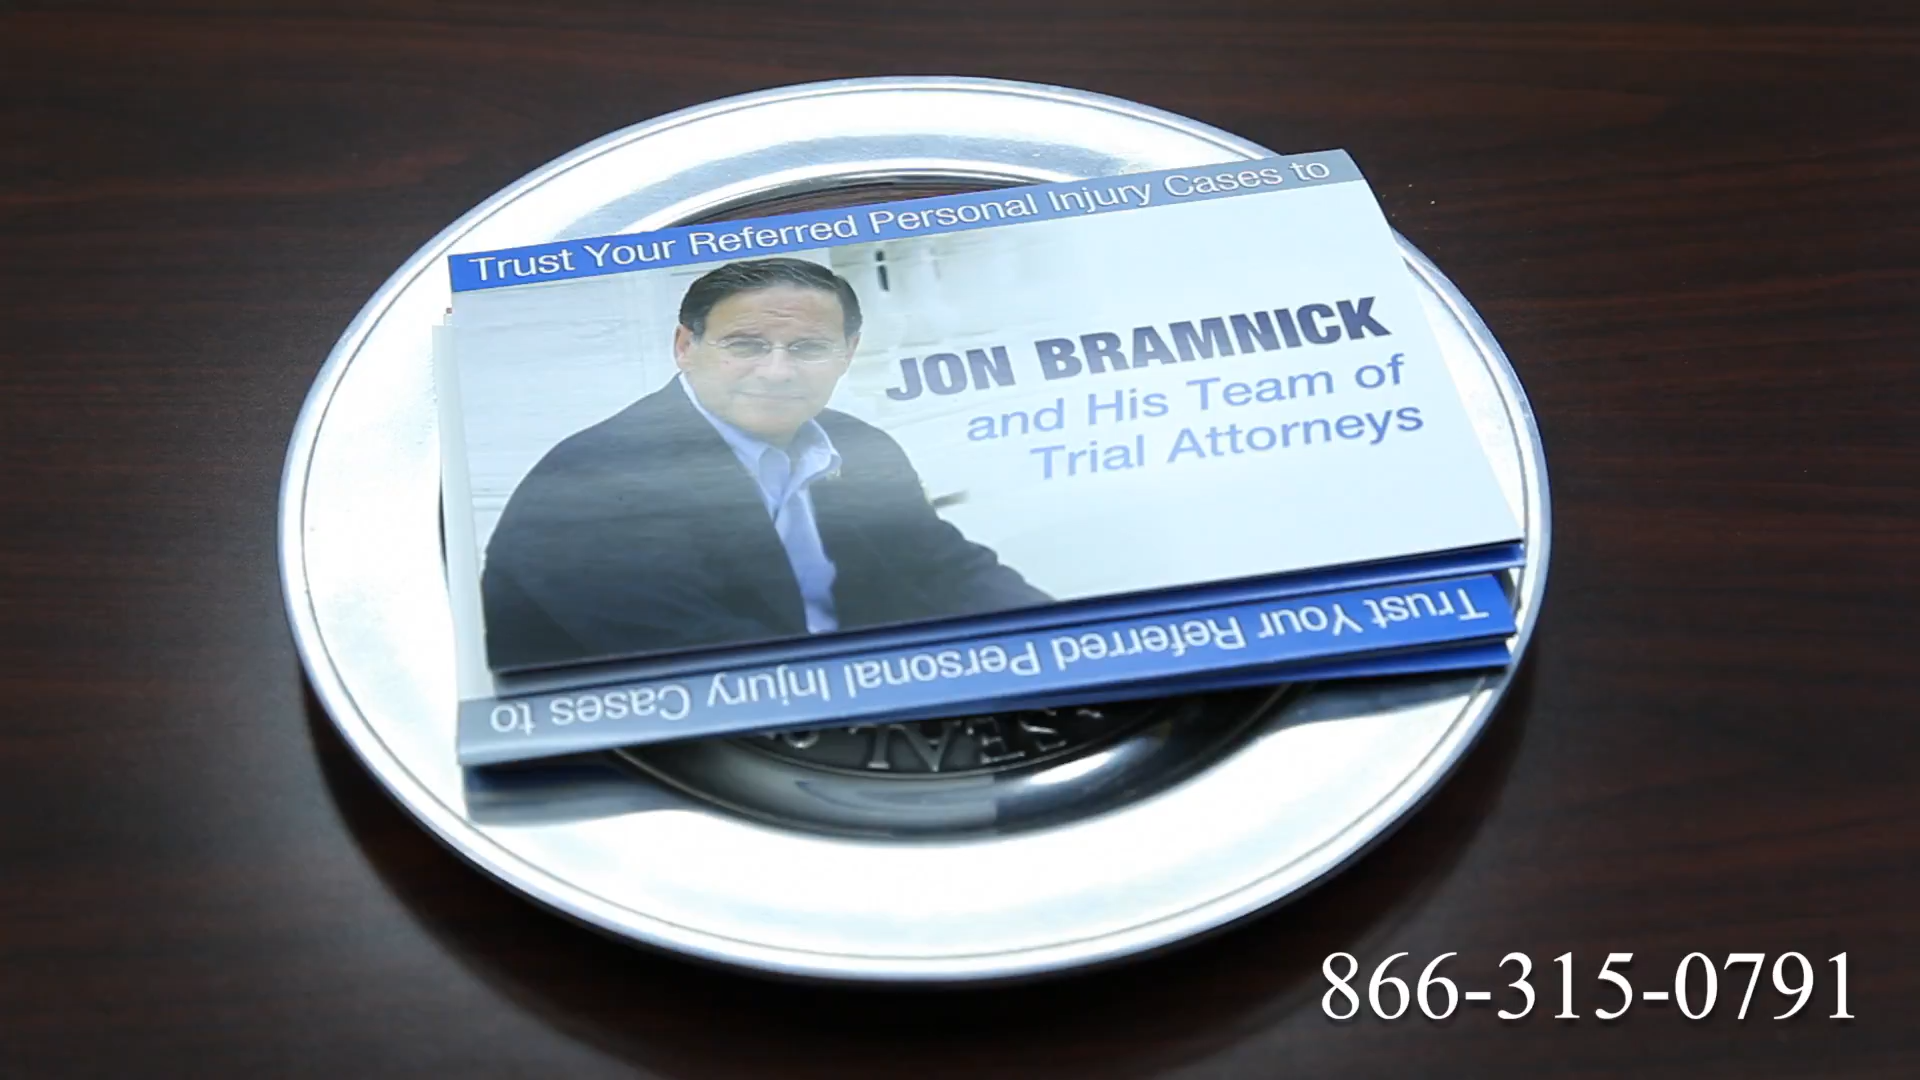 Trust Your Referred Personal Injury Cases to
JON BRAMNICK
and His Team of
Trial Attorneys
Trust Your Referred Personal Injury Cases to
SEAL
866-315-0791